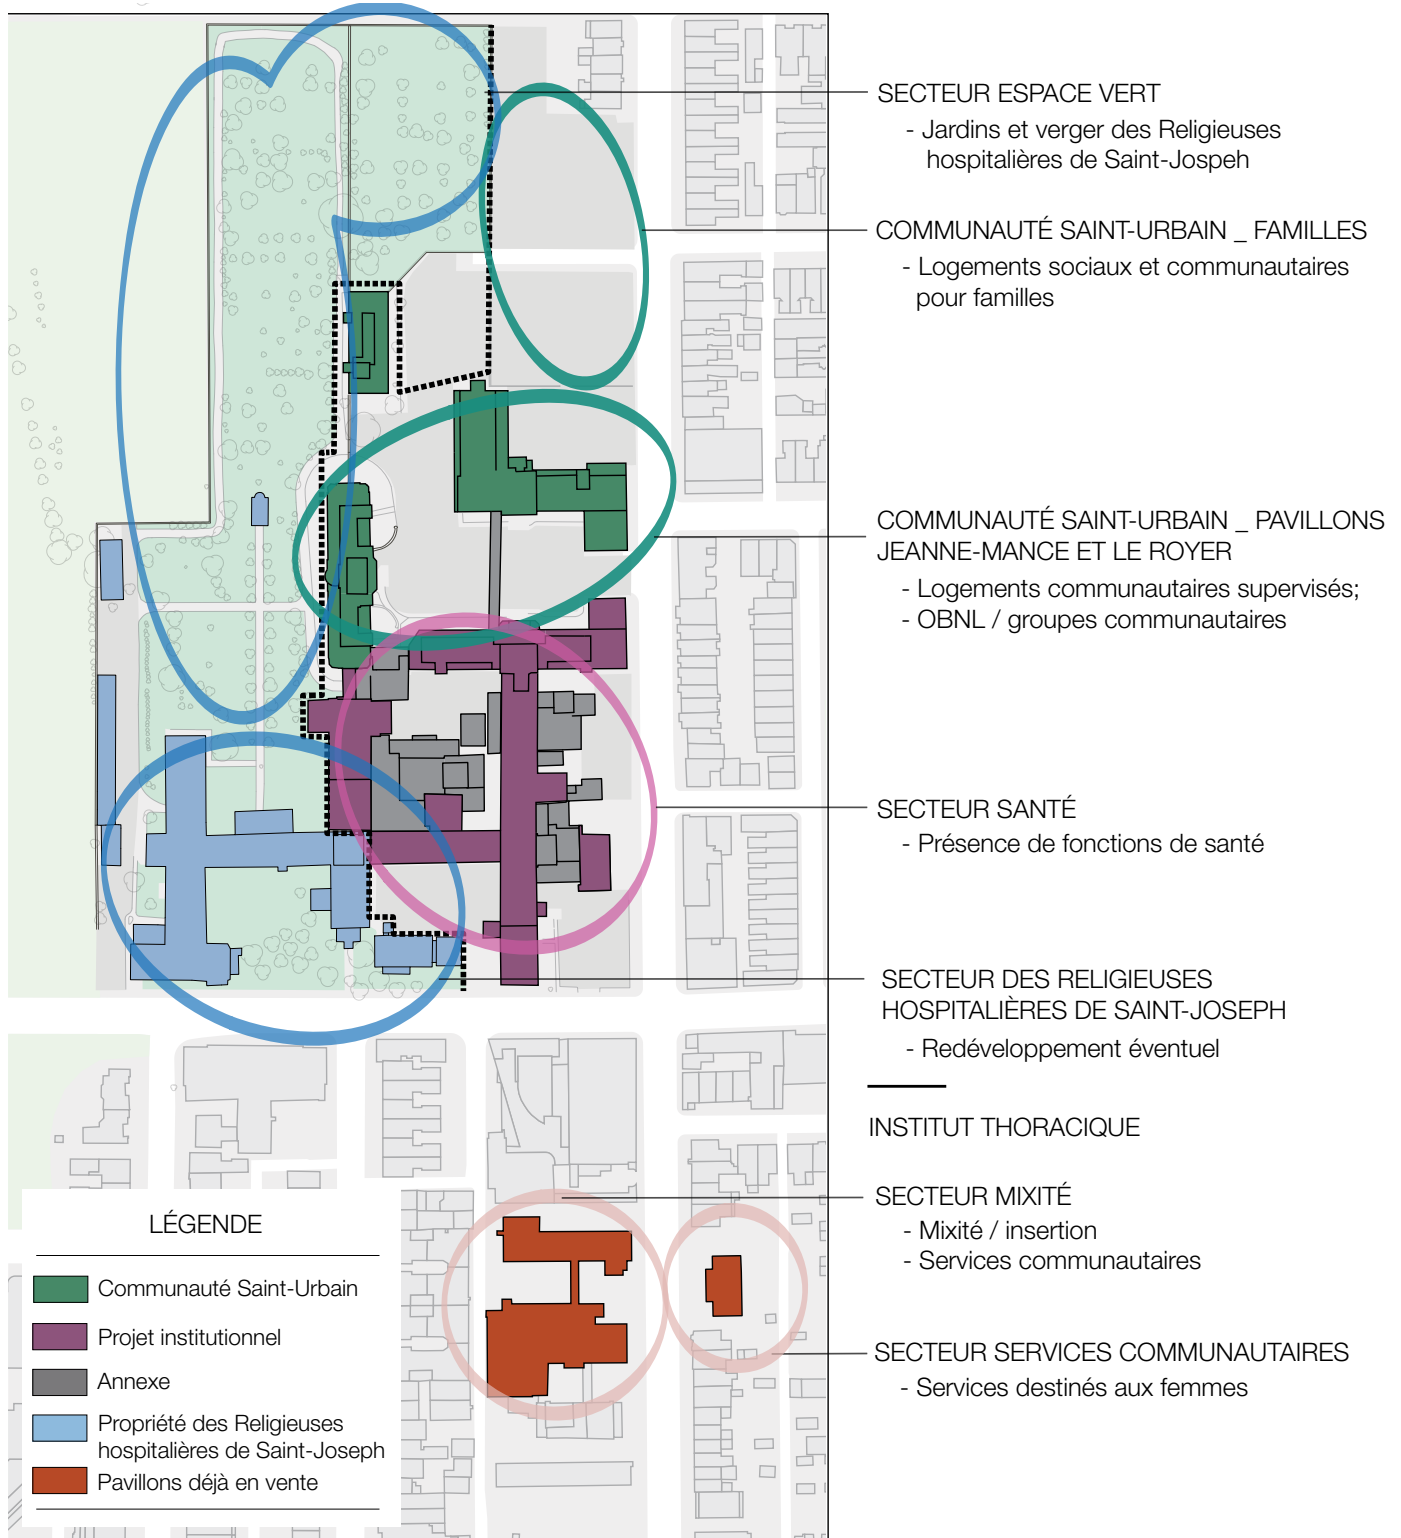 SECTEUR ESPACE VERT
- Jardins et verger des Religieuses
hospitalières de Saint-Jospeh
COMMUNAUTÉ SAINT-URBAIN _ FAMILLES
- Logements sociaux et communautaires
pour familles
COMMUNAUTÉ SAINT-URBAIN _ PAVILLONS
JEANNE-MANCE ET LE ROYER
- Logements communautaires supervisés;
- OBNL / groupes communautaires
SECTEUR SANTÉ
- Présence de fonctions de santé
SECTEUR DES RELIGIEUSES
HOSPITALIÈRES DE SAINT-JOSEPH
- Redéveloppement éventuel
INSTITUT THORACIQUE
SECTEUR MIXITÉ
- Mixité / insertion
- Services communautaires
SECTEUR SERVICES COMMUNAUTAIRES
- Services destinés aux femmes
LÉGENDE
Communauté Saint-Urbain
Projet institutionnel
Annexe
Propriété des Religieuses
hospitalières de Saint-Joseph
Pavillons déjà en vente